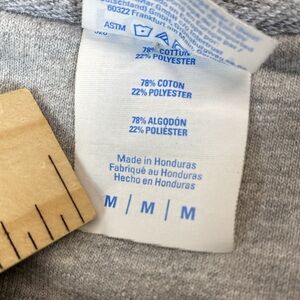 60322 Frankfurt am
ASTM
78% COTTON
22% POLYESTER
78% COTON
22% POLYESTER
78% ALGODÓN
22% POLIÉSTER
Made in Honduras
Fabriqué au Honduras
Hecho en Honduras
M | M | M